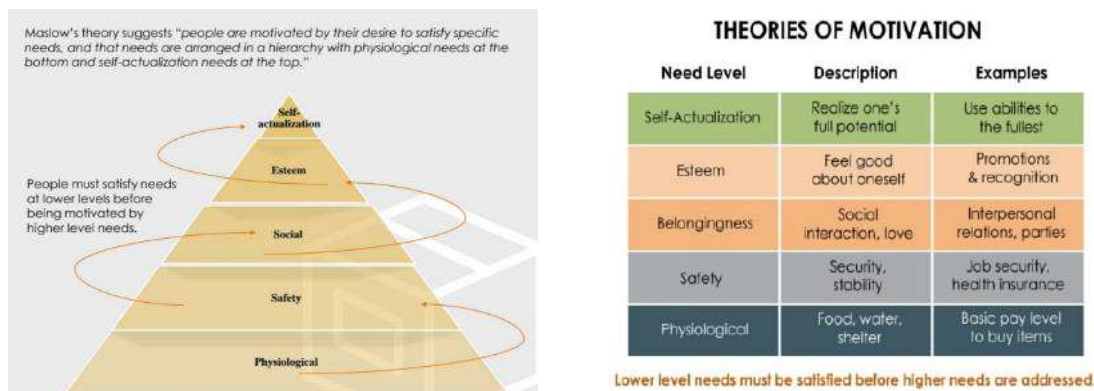 Maslow's theory suggests "people are motivated by their desire to satisfy specific
needs, and that needs are arranged in a hierarchy with physiological needs at the
bottom and self-actualization needs at the top."
Self-
actualization
Esteem
People must satisfy needs
at lower levels before
being motivated by
higher level needs.
Social
Safety
Physiological
THEORIES OF MOTIVATION
Need Level Description Examples
Self-Actualization Realize one's full potential Use abilities to the fullest
Esteem Feel good about oneself Promotions & recognition
Belongingness Social interaction, love Interpersonal relations, parties
Safety Security, stability Job security, health insurance
Physiological Food, water, shelter Basic pay level to buy items
Lower level needs must be satisfied before higher needs are addressed.